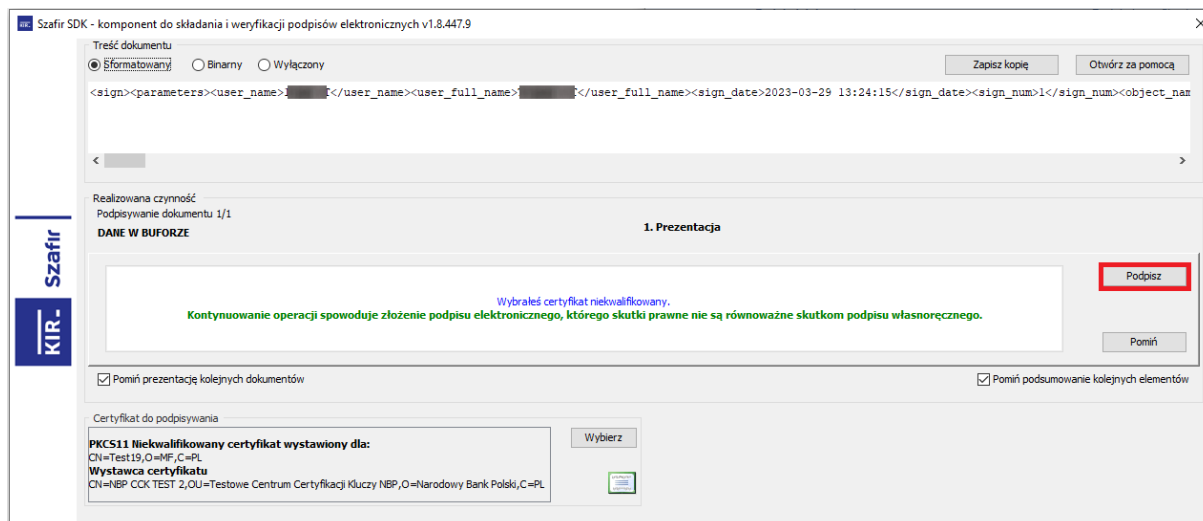 Szafir SDK - komponent do składania i weryfikacji podpisów elektronicznych v1.8.447.9
Treść dokumentu
Sformatowany Binarny Wyłączony Zapisz kopię Otwórz za pomocą
<sign><parameters><user_name></user_name><user_full_name></user_full_name><sign_date>2023-03-29 13:24:15</sign_date><sign_num>1</sign_num><object_nam
Realizowana czynność
Podpisywanie dokumentu 1/1
DANE W BUFORZE
1. Prezentacja
Podpisz
Wybrałeś certyfikat niekwalifikowany.
Kontynuowanie operacji spowoduje złożenie podpisu elektronicznego, którego skutki prawne nie są równoważne skutkom podpisu własnoręcznego.
Pomiń
Pomiń prezentację kolejnych dokumentów Pomiń podsumowanie kolejnych elementów
Certyfikat do podpisywania
PKCS11 Niekwalifikowany certyfikat wystawiony dla:
CN=Test19,O=MF,C=PL
Wystawca certyfikatu
CN=NBP CCK TEST 2,OU=Testowe Centrum Certyfikacji Kluczy NBP,O=Narodowy Bank Polski,C=PL
Wybierz
KIR. Szafir